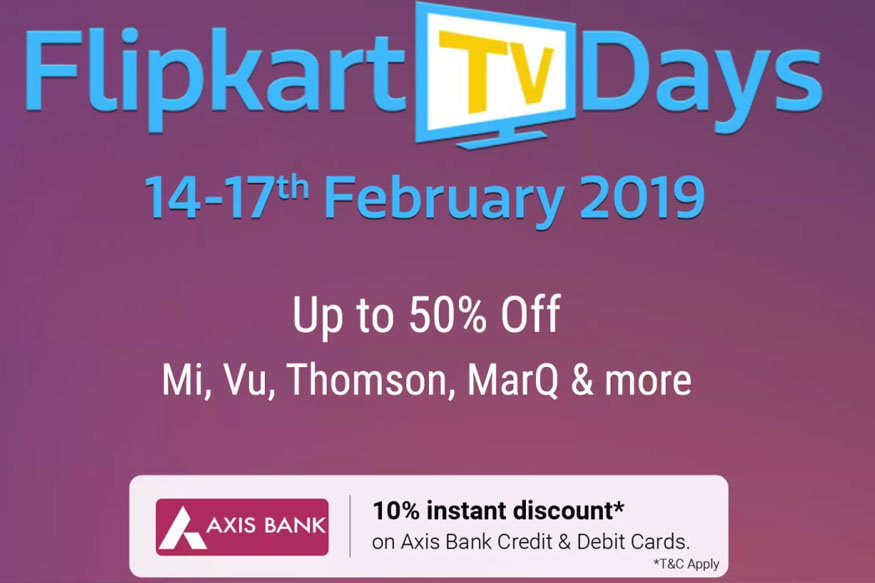 Flipkart TV Days
14-17th February 2019
Up to 50% Off
Mi, Vu, Thomson, MarQ & more
AXIS BANK
10% instant discount*
on Axis Bank Credit & Debit Cards.
*T&C Apply